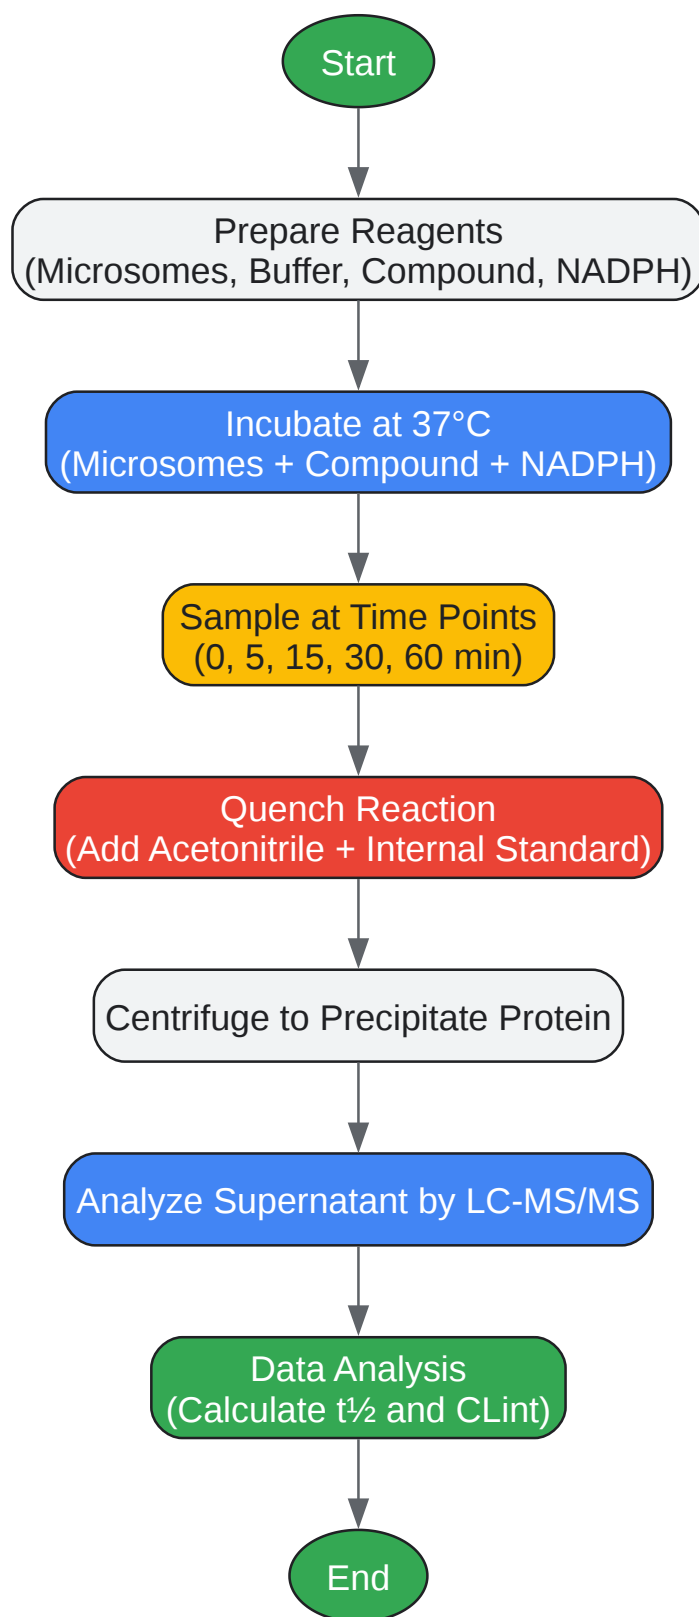 Start
Prepare Reagents
(Microsomes, Buffer, Compound, NADPH)
Incubate at 37°C
(Microsomes + Compound + NADPH)
Sample at Time Points
(0, 5, 15, 30, 60 min)
Quench Reaction
(Add Acetonitrile + Internal Standard)
Centrifuge to Precipitate Protein
Analyze Supernatant by LC-MS/MS
Data Analysis
(Calculate t½ and CLint)
End